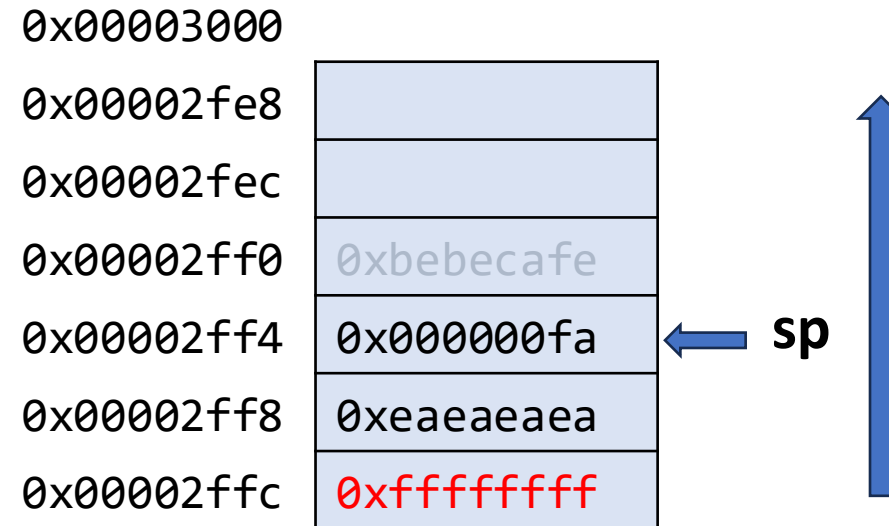 0x00003000
0x00002fe8
0x00002fec
0x00002ff0 0xbebecafe
0x00002ff4 0x000000fa sp
0x00002ff8 0xeaeaeaea
0x00002ffc 0xffffffff